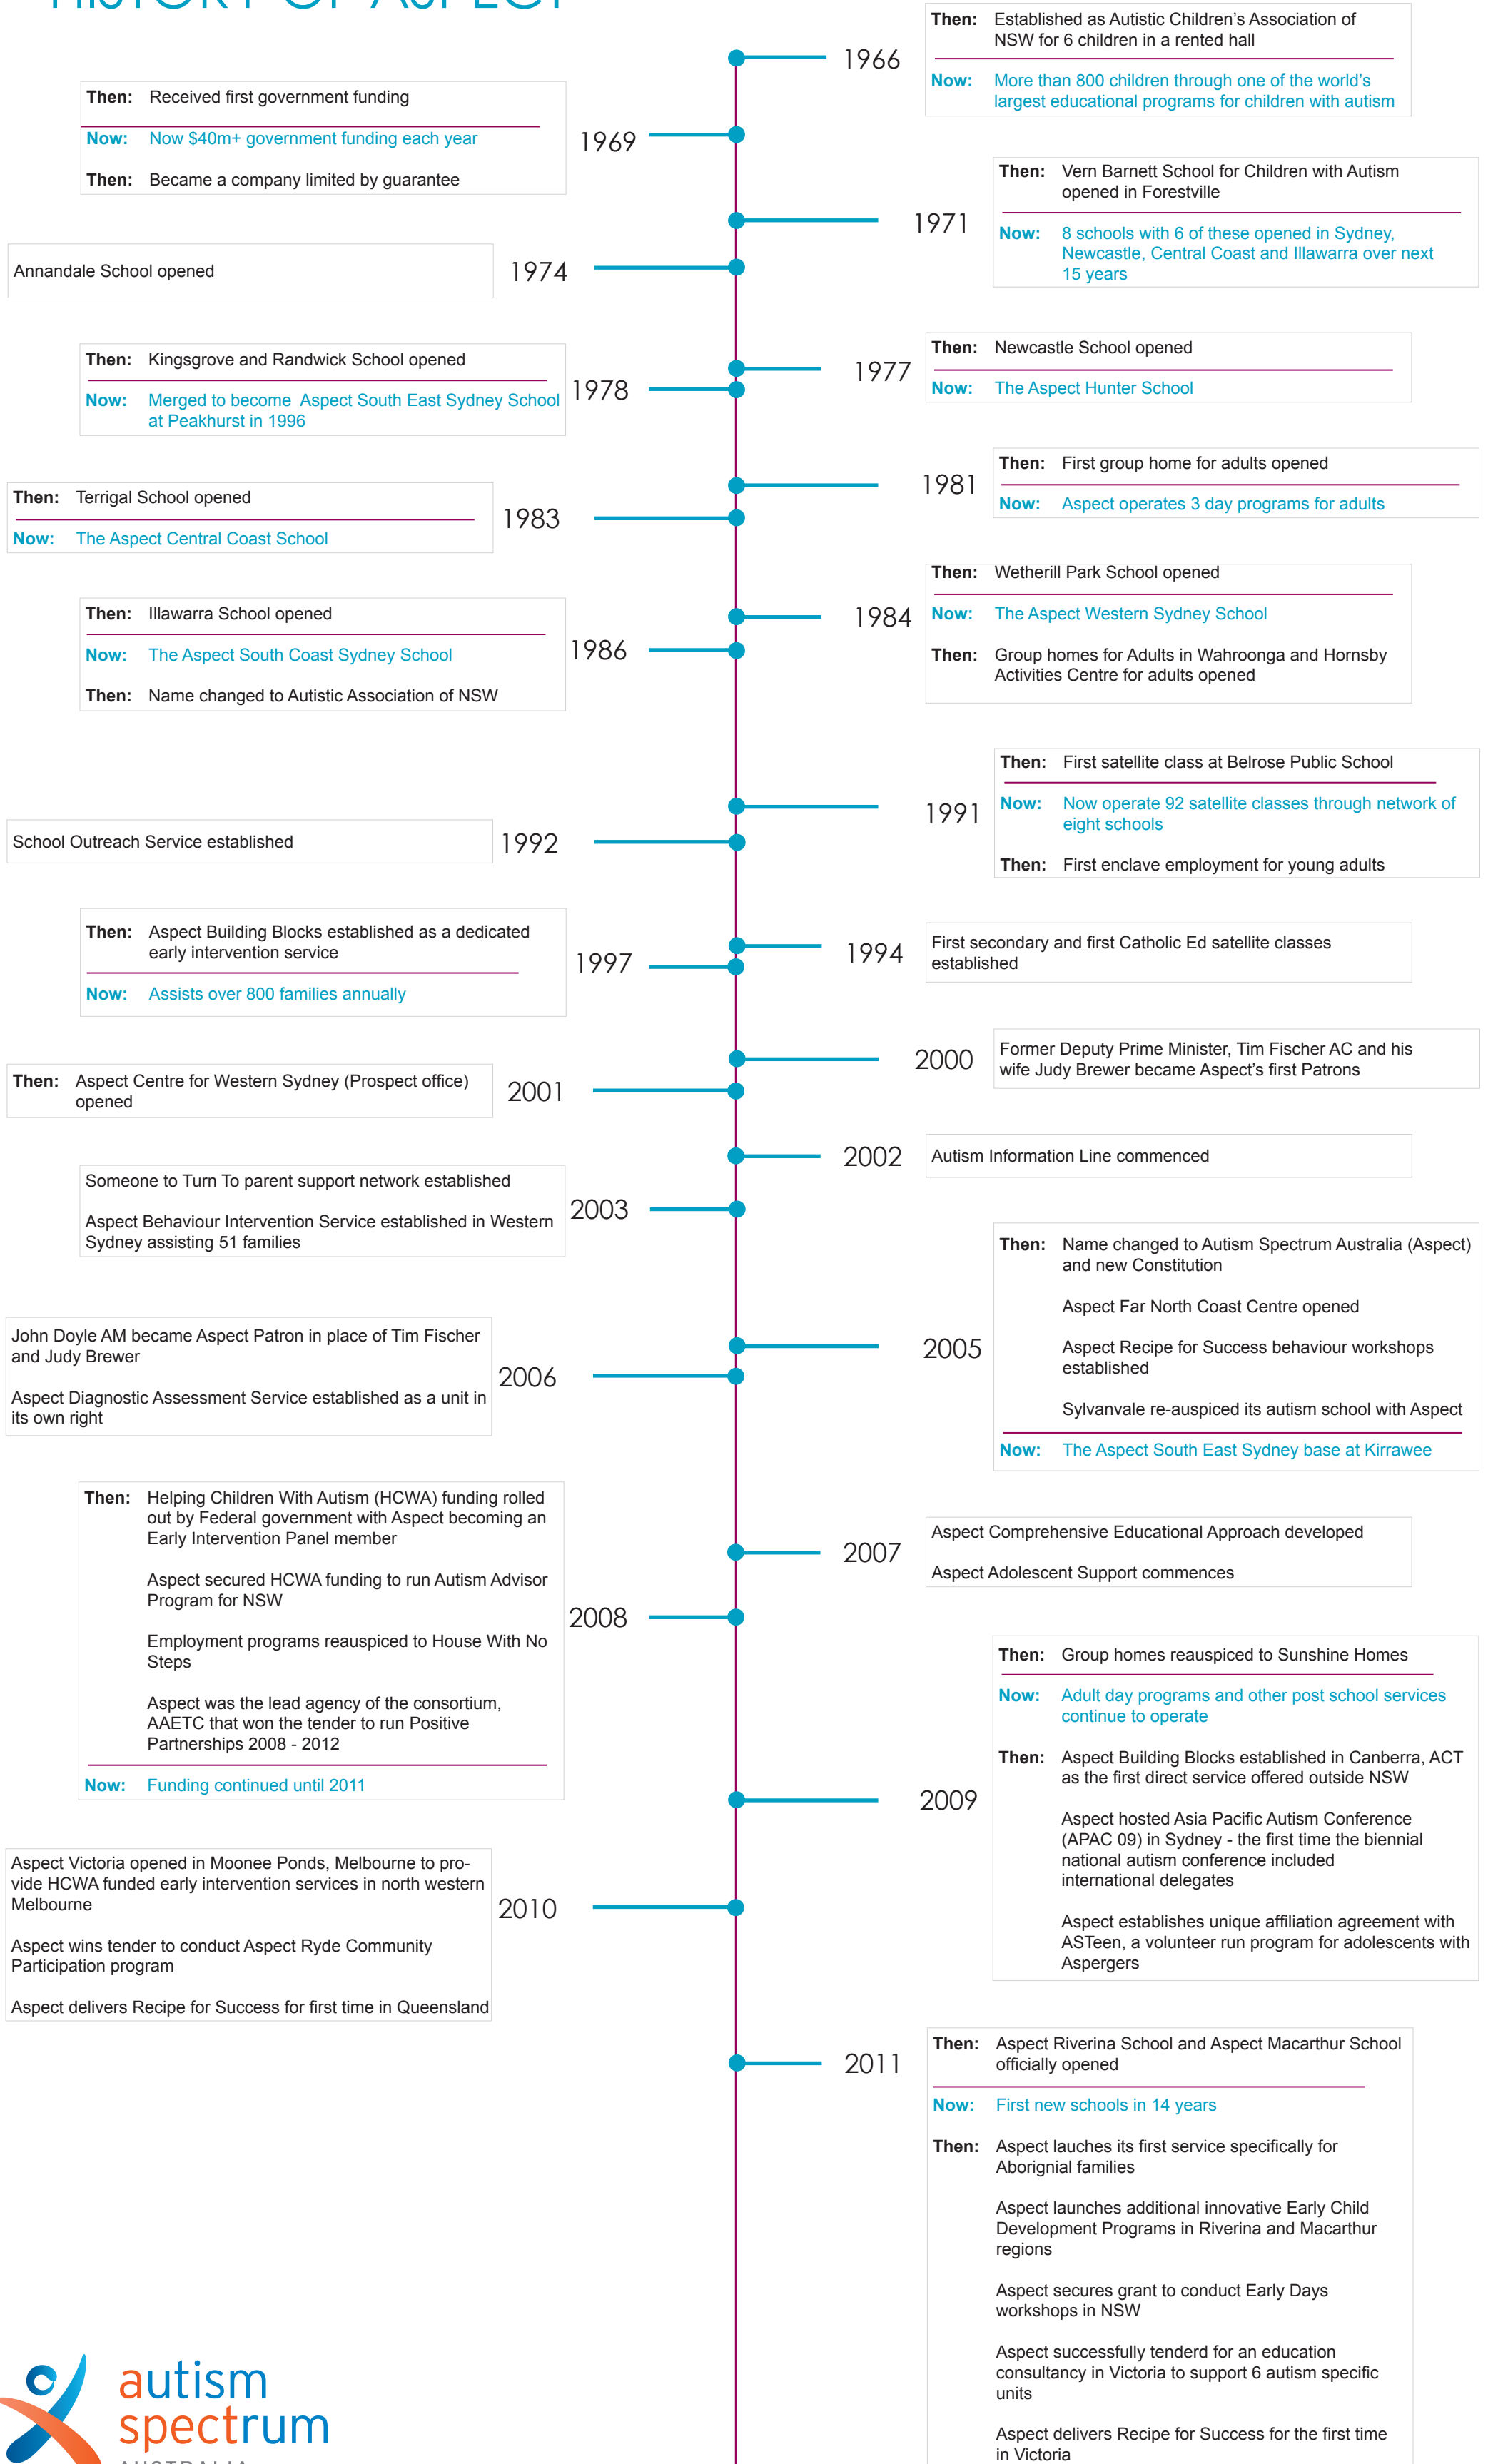 HISTORY OF ASPECT
1966
Then: Established as Autistic Children's Association of
NSW for 6 children in a rented hall
Now: More than 800 children through one of the world's
largest educational programs for children with autism
Then: Received first government funding
Now: Now $40m+ government funding each year
Then: Became a company limited by guarantee
1969
1971
Then: Vern Barnett School for Children with Autism
opened in Forestville
Now: 8 schools with 6 of these opened in Sydney,
Newcastle, Central Coast and Illawarra over next
15 years
Annandale School opened
1974
1977
Then: Newcastle School opened
Now: The Aspect Hunter School
Then: Kingsgrove and Randwick School opened
Now: Merged to become Aspect South East Sydney School
at Peakhurst in 1996
1978
1981
Then: First group home for adults opened
Now: Aspect operates 3 day programs for adults
Then: Terrigal School opened
Now: The Aspect Central Coast School
1983
1984
Then: Wetherill Park School opened
Now: The Aspect Western Sydney School
Then: Group homes for Adults in Wahroonga and Hornsby
Activities Centre for adults opened
Then: Illawarra School opened
Now: The Aspect South Coast Sydney School
Then: Name changed to Autistic Association of NSW
1986
1991
Then: First satellite class at Belrose Public School
Now: Now operate 92 satellite classes through network of
eight schools
Then: First enclave employment for young adults
School Outreach Service established
1992
1994
First secondary and first Catholic Ed satellite classes
established
Then: Aspect Building Blocks established as a dedicated
early intervention service
Now: Assists over 800 families annually
1997
2000
Former Deputy Prime Minister, Tim Fischer AC and his
wife Judy Brewer became Aspect's first Patrons
Then: Aspect Centre for Western Sydney (Prospect office)
opened
2001
2002
Autism Information Line commenced
Someone to Turn To parent support network established
Aspect Behaviour Intervention Service established in Western
Sydney assisting 51 families
2003
2005
Then: Name changed to Autism Spectrum Australia (Aspect)
and new Constitution
Aspect Far North Coast Centre opened
Aspect Recipe for Success behaviour workshops
established
Sylvanvale re-auspiced its autism school with Aspect
Now: The Aspect South East Sydney base at Kirrawee
John Doyle AM became Aspect Patron in place of Tim Fischer
and Judy Brewer
Aspect Diagnostic Assessment Service established as a unit in
its own right
2006
2007
Aspect Comprehensive Educational Approach developed
Aspect Adolescent Support commences
Then: Helping Children With Autism (HCWA) funding rolled
out by Federal government with Aspect becoming an
Early Intervention Panel member
Aspect secured HCWA funding to run Autism Advisor
Program for NSW
Employment programs reauspiced to House With No
Steps
Aspect was the lead agency of the consortium,
AAETC that won the tender to run Positive
Partnerships 2008 - 2012
Now: Funding continued until 2011
2008
2009
Then: Group homes reauspiced to Sunshine Homes
Now: Adult day programs and other post school services
continue to operate
Then: Aspect Building Blocks established in Canberra, ACT
as the first direct service offered outside NSW
Aspect hosted Asia Pacific Autism Conference
(APAC 09) in Sydney - the first time the biennial
national autism conference included
international delegates
Aspect establishes unique affiliation agreement with
ASTeen, a volunteer run program for adolescents with
Aspergers
Aspect Victoria opened in Moonee Ponds, Melbourne to pro-
vide HCWA funded early intervention services in north western
Melbourne
Aspect wins tender to conduct Aspect Ryde Community
Participation program
Aspect delivers Recipe for Success for first time in Queensland
2010
2011
Then: Aspect Riverina School and Aspect Macarthur School
officially opened
Now: First new schools in 14 years
Then: Aspect lauches its first service specifically for
Aborignial families
Aspect launches additional innovative Early Child
Development Programs in Riverina and Macarthur
regions
Aspect secures grant to conduct Early Days
workshops in NSW
Aspect successfully tenderd for an education
consultancy in Victoria to support 6 autism specific
units
Aspect delivers Recipe for Success for the first time
in Victoria
autism
spectrum
AUSTRALIA